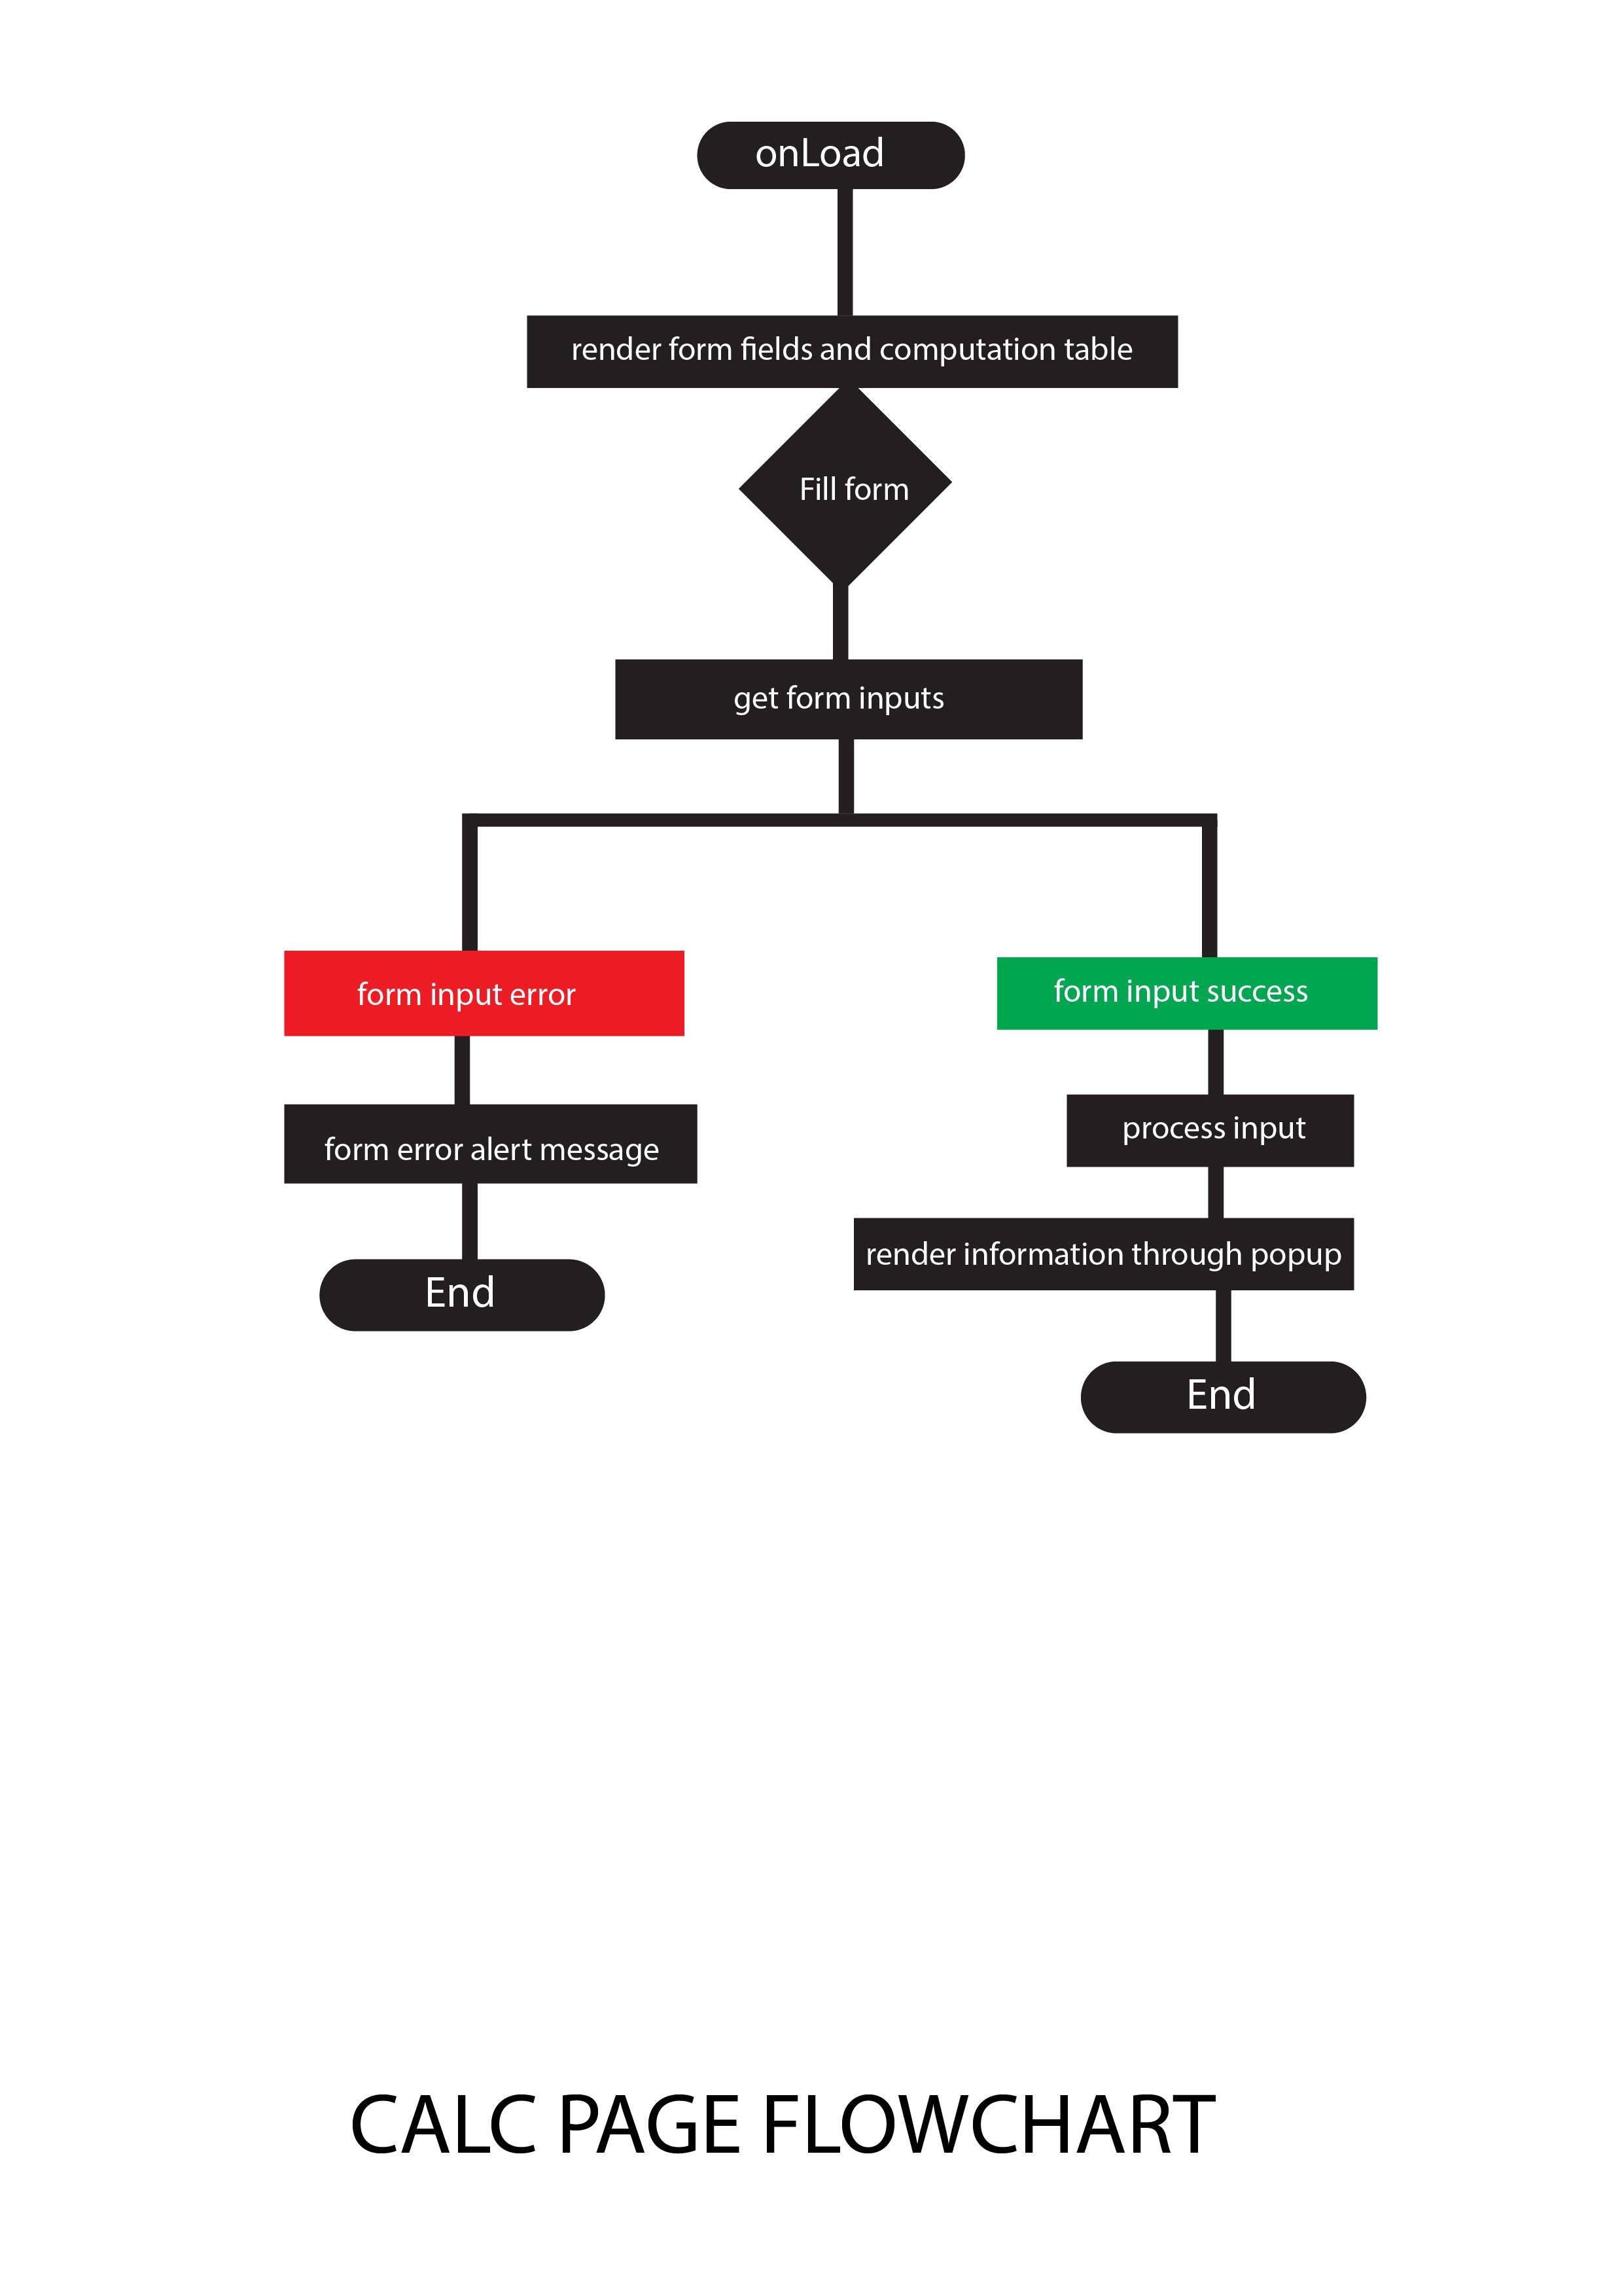 onLoad
render form fields and computation table
Fill form
get form inputs
form input error
form input success
process input
form error alert message
render information through popup
End
End
CALC PAGE FLOWCHART